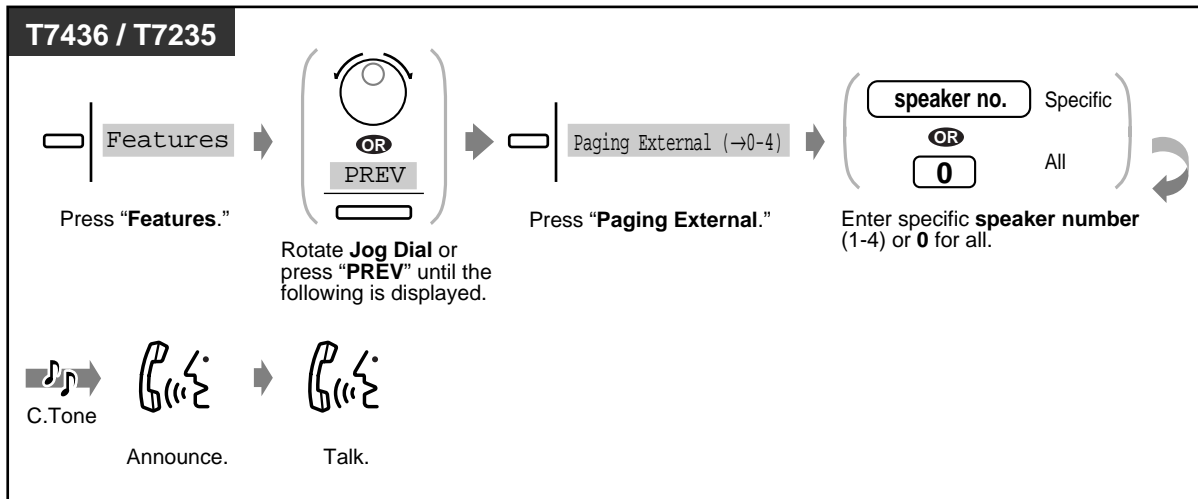 T7436 / T7235
Features
OR
PREV
Paging External (→0-4)
speaker no.
Specific
OR
0
All
Press “Features.”
Rotate Jog Dial or
press “PREV” until the
following is displayed.
Press “Paging External.”
Enter specific speaker number
(1-4) or 0 for all.
C.Tone
Announce.
Talk.